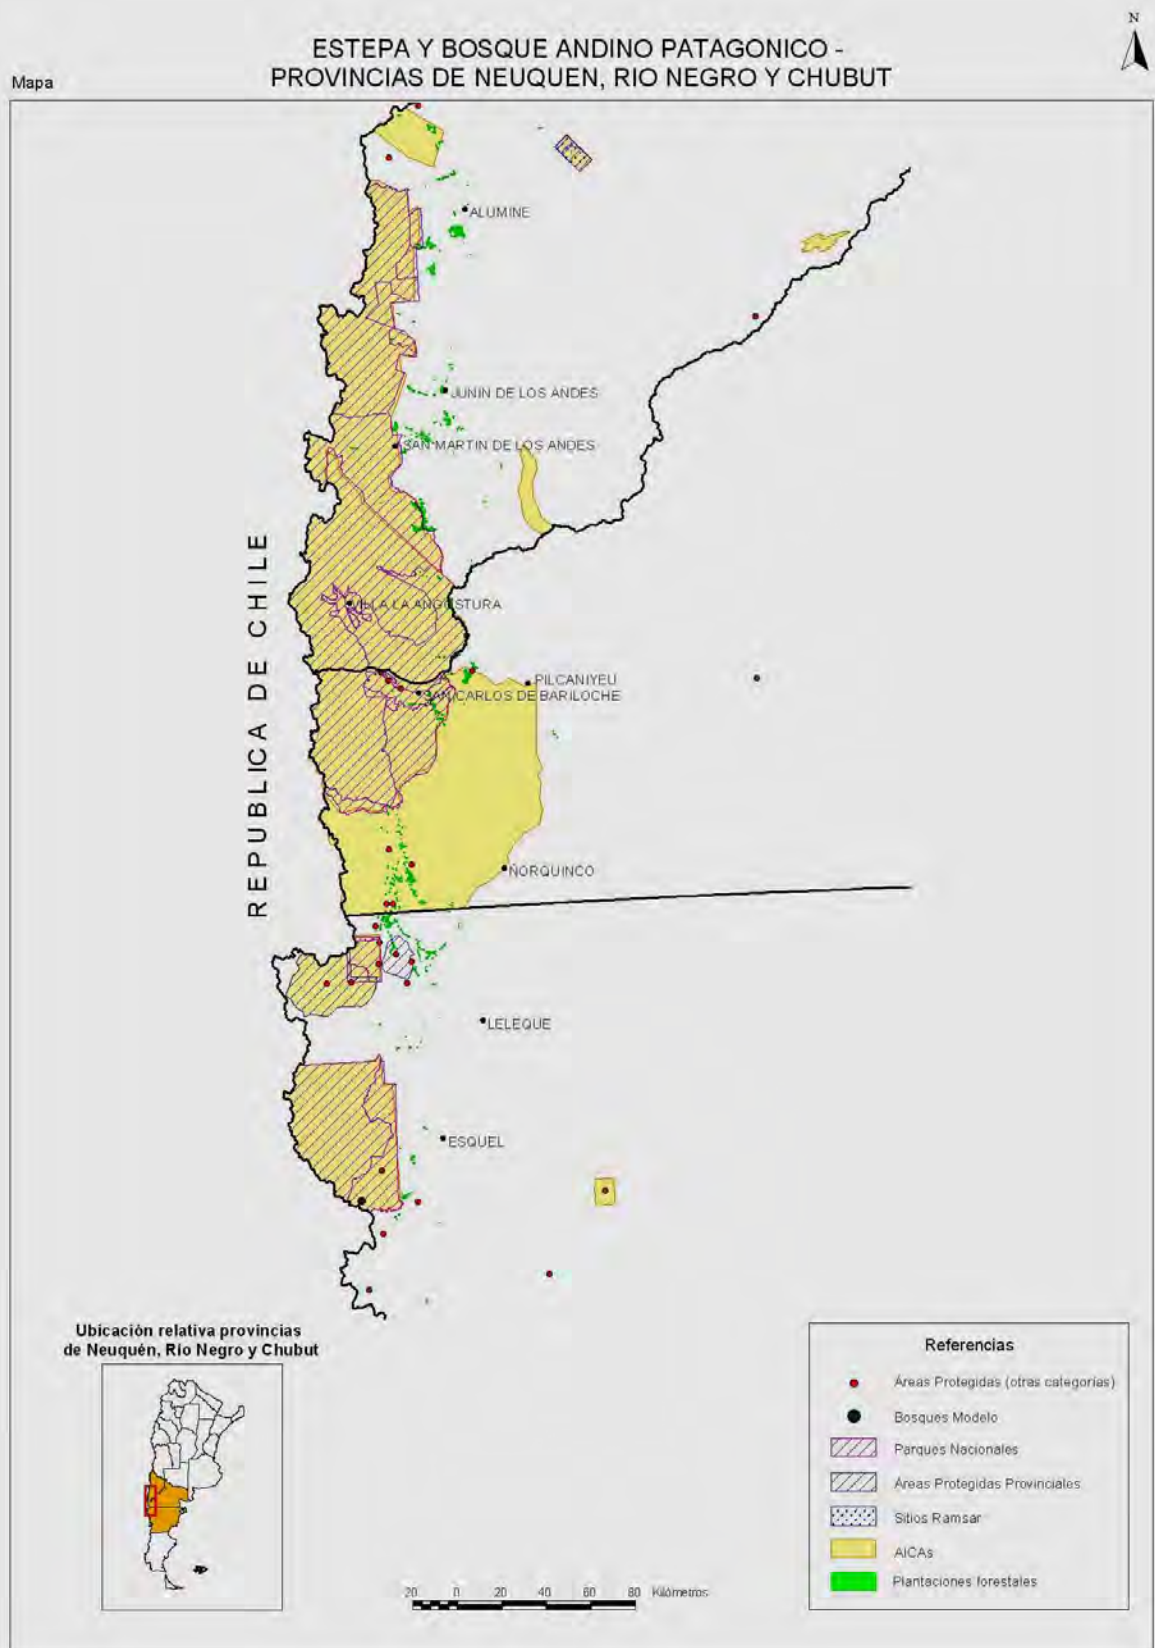 N
ESTEPA Y BOSQUE ANDINO PATAGONICO -
PROVINCIAS DE NEUQUEN, RIO NEGRO Y CHUBUT
Mapa
ALUMINE
JUNIN DE LOS ANDES
SAN MARTIN DE LOS ANDES
REPUBLICA DE CHILE
VILLA LA ANGOSTURA
PILCANIYEU
SAN CARLOS DE BARILOCHE
NORQUINCO
LELEQUE
ESQUEL
Ubicación relativa provincias
de Neuquén, Río Negro y Chubut
Referencias
Áreas Protegidas (otras categorías)
Bosques Modelo
Parques Nacionales
Áreas Protegidas Provinciales
Sitios Ramsar
AICAs
Plantaciones forestales
20 0 20 40 60 80 Kilómetros